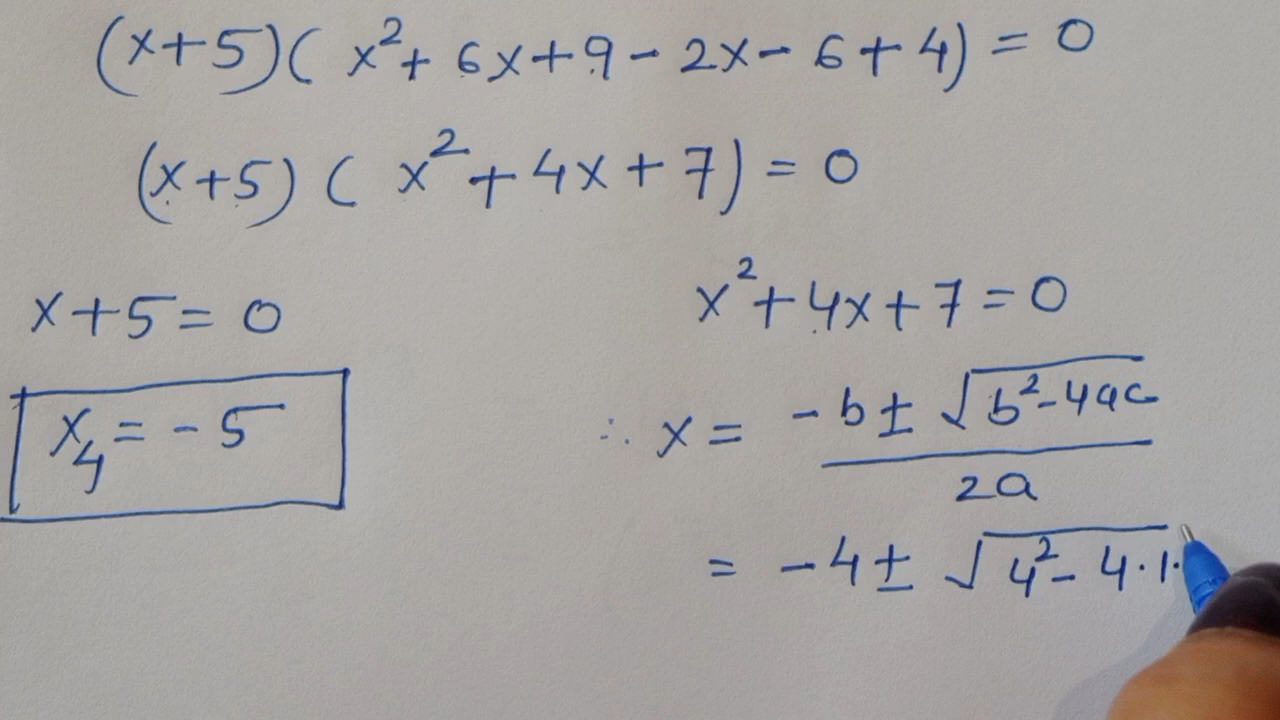 (x+5)( x²+ 6x+9-2x-6+4) = 0
(x+5) ( x²+4x+7) = 0
x+5 = 0
x₄ = -5
x²+4x+7 = 0
∴ x = (-b ± √(b²-4ac)) / 2a
= -4 ± √(4²- 4·1·